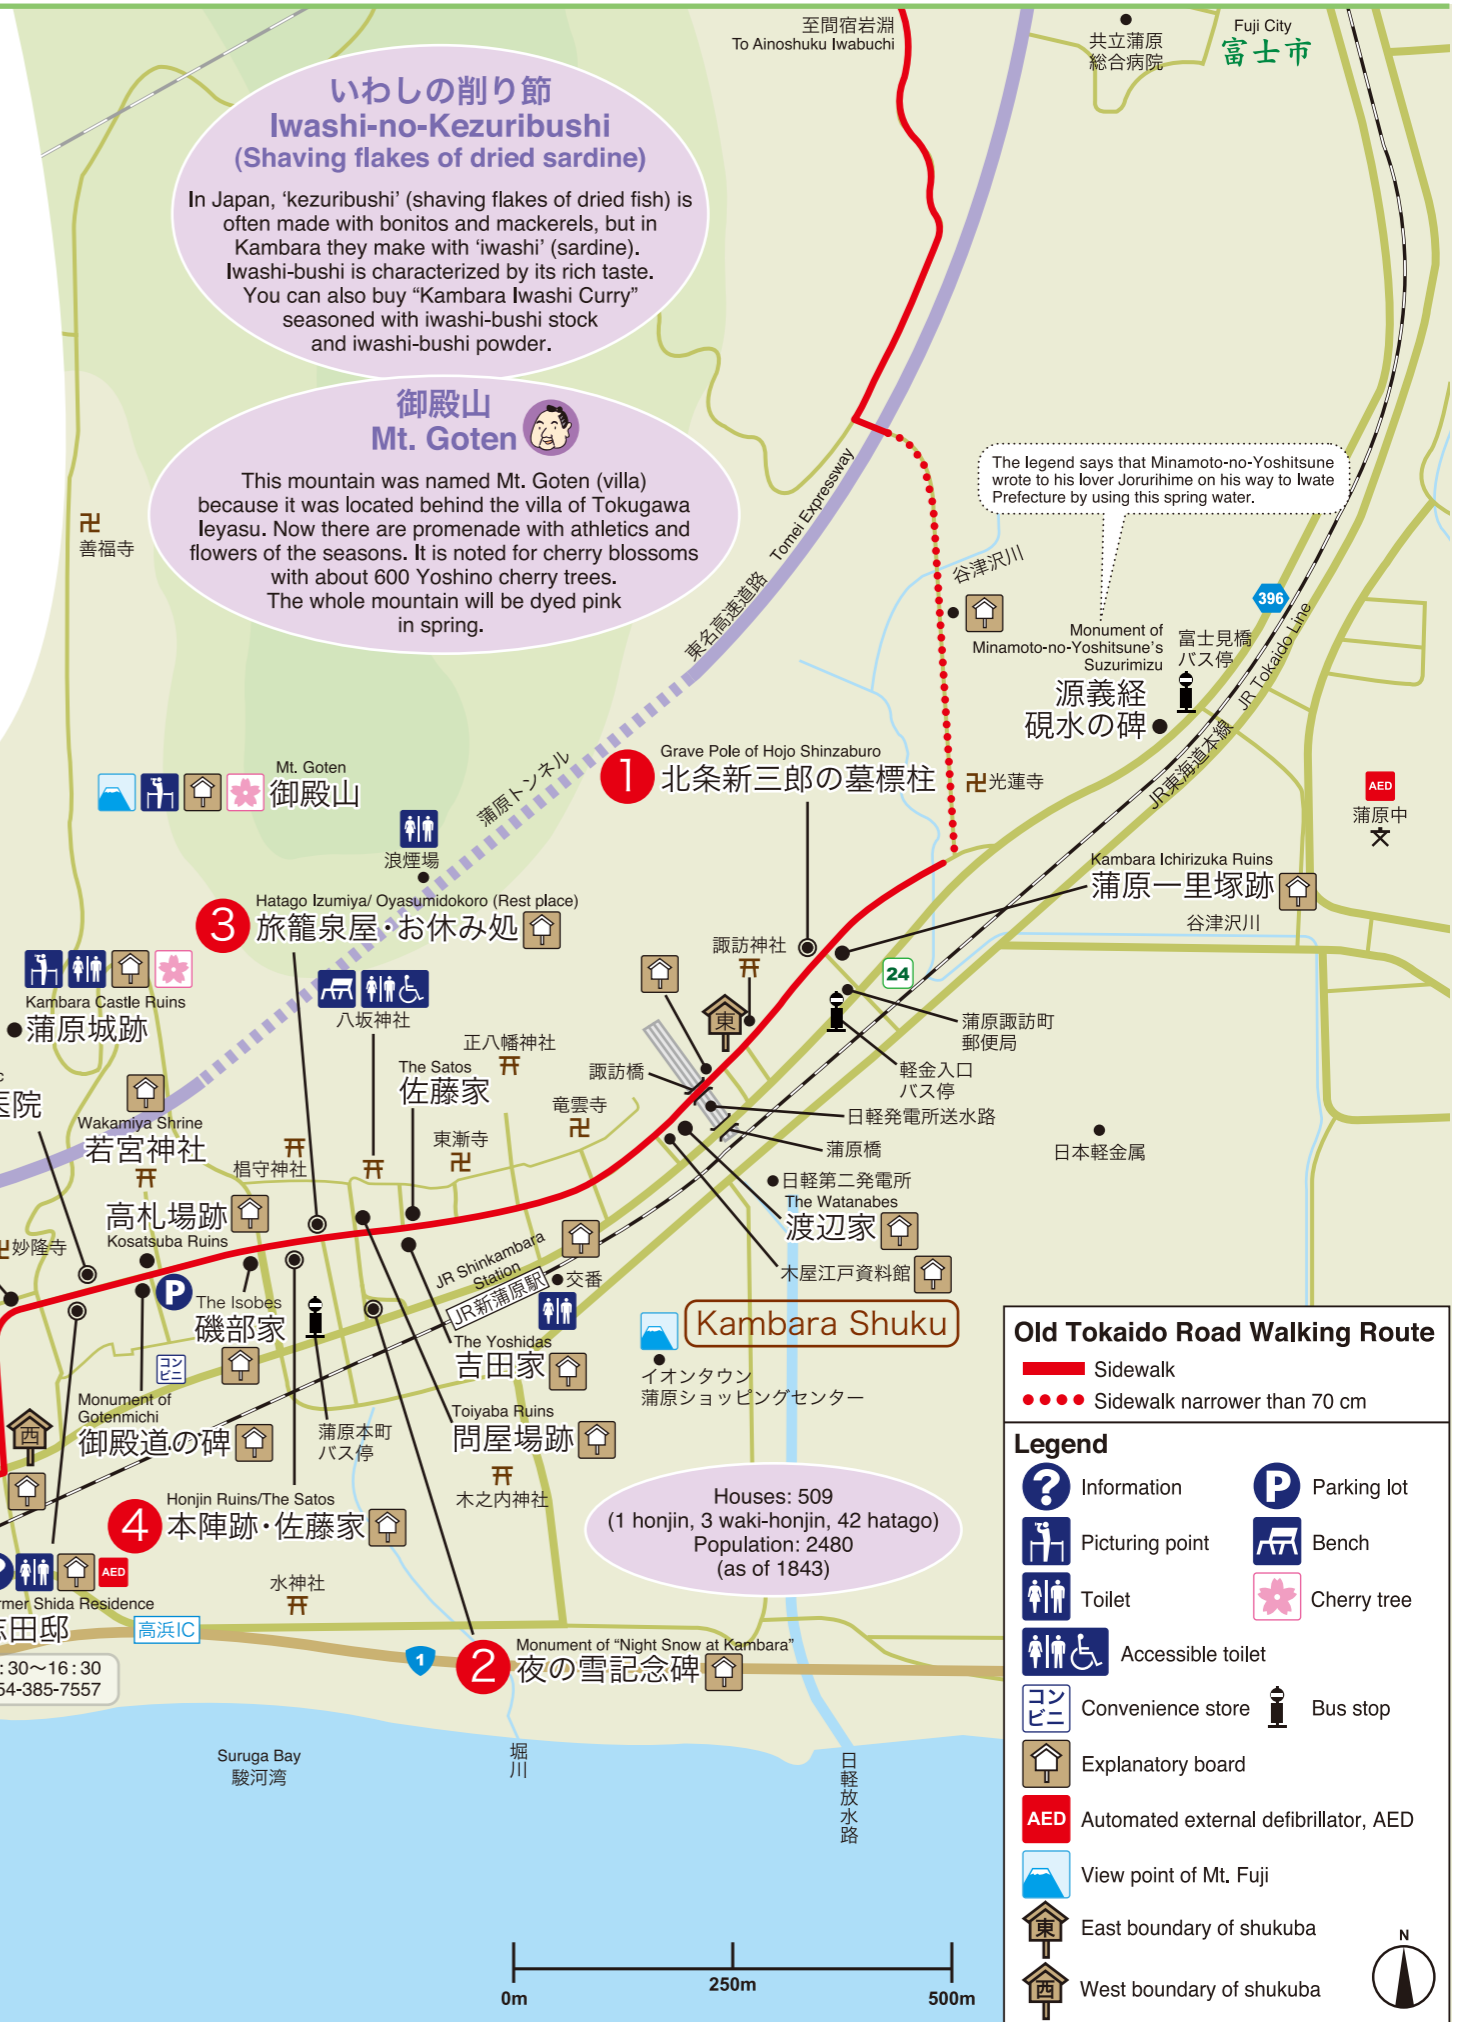 至間宿岩淵
To Ainoshuku Iwabuchi
共立蒲原
総合病院
Fuji City
富士市
いわしの削り節
Iwashi-no-Kezuribushi
(Shaving flakes of dried sardine)
In Japan, ‘kezuribushi’ (shaving flakes of dried fish) is
often made with bonitos and mackerels, but in
Kambara they make with ‘iwashi’ (sardine).
Iwashi-bushi is characterized by its rich taste.
You can also buy “Kambara Iwashi Curry”
seasoned with iwashi-bushi stock
and iwashi-bushi powder.
御殿山
Mt. Goten
This mountain was named Mt. Goten (villa)
because it was located behind the villa of Tokugawa
Ieyasu. Now there are promenade with athletics and
flowers of the seasons. It is noted for cherry blossoms
with about 600 Yoshino cherry trees.
The whole mountain will be dyed pink
in spring.
卍
善福寺
The legend says that Minamoto-no-Yoshitsune
wrote to his lover Jorurihime on his way to Iwate
Prefecture by using this spring water.
東名高速道路 Tomei Expressway
谷津沢川
396
Monument of
Minamoto-no-Yoshitsune's
Suzurimizu
源義経
硯水の碑
富士見橋
バス停
JR東海道本線 JR Tokaido Line
蒲原トンネル
1
Grave Pole of Hojo Shinzaburo
北条新三郎の墓標柱
卍光蓮寺
AED
蒲原中
文
Mt. Goten
御殿山
浪煙場
Kambara Ichirizuka Ruins
蒲原一里塚跡
谷津沢川
3
Hatago Izumiya/ Oyasumidokoro (Rest place)
旅籠泉屋・お休み処
諏訪神社
24
東
Kambara Castle Ruins
蒲原城跡
八坂神社
正八幡神社
蒲原諏訪町
郵便局
The Satos
佐藤家
諏訪橋
軽金入口
バス停
c
医院
Wakamiya Shrine
若宮神社
竜雲寺
卍
日軽発電所送水路
蒲原橋
日本軽金属
椙守神社
東漸寺
卍
日軽第二発電所
高札場跡
Kosatsuba Ruins
The Watanabes
渡辺家
卍妙隆寺
木屋江戸資料館
JR Shinkambara
Station
JR新蒲原駅
交番
P
The Isobes
磯部家
Kambara Shuku
The Yoshidas
吉田家
イオンタウン
蒲原ショッピングセンター
コン
ビニ
Monument of
Gotenmichi
御殿道の碑
蒲原本町
バス停
Toiyaba Ruins
問屋場跡
西
木之内神社
4
Honjin Ruins/The Satos
本陣跡・佐藤家
Houses: 509
(1 honjin, 3 waki-honjin, 42 hatago)
Population: 2480
(as of 1843)
AED
rmer Shida Residence
志田邸
:30〜16:30
54-385-7557
水神社
高浜IC
1
2
Monument of “Night Snow at Kambara”
夜の雪記念碑
Suruga Bay
駿河湾
堀川
日軽放水路
0m
250m
500m
Old Tokaido Road Walking Route
Sidewalk
Sidewalk narrower than 70 cm
Legend
? Information
P Parking lot
Picturing point
Bench
Toilet
Cherry tree
Accessible toilet
コン
ビニ
Convenience store
Bus stop
Explanatory board
AED Automated external defibrillator, AED
View point of Mt. Fuji
東 East boundary of shukuba
西 West boundary of shukuba
N